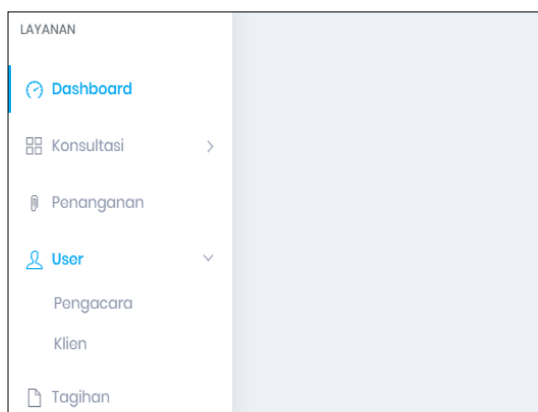 LAYANAN
Dashboard
Konsultasi
Penanganan
User
Pengacara
Klien
Tagihan